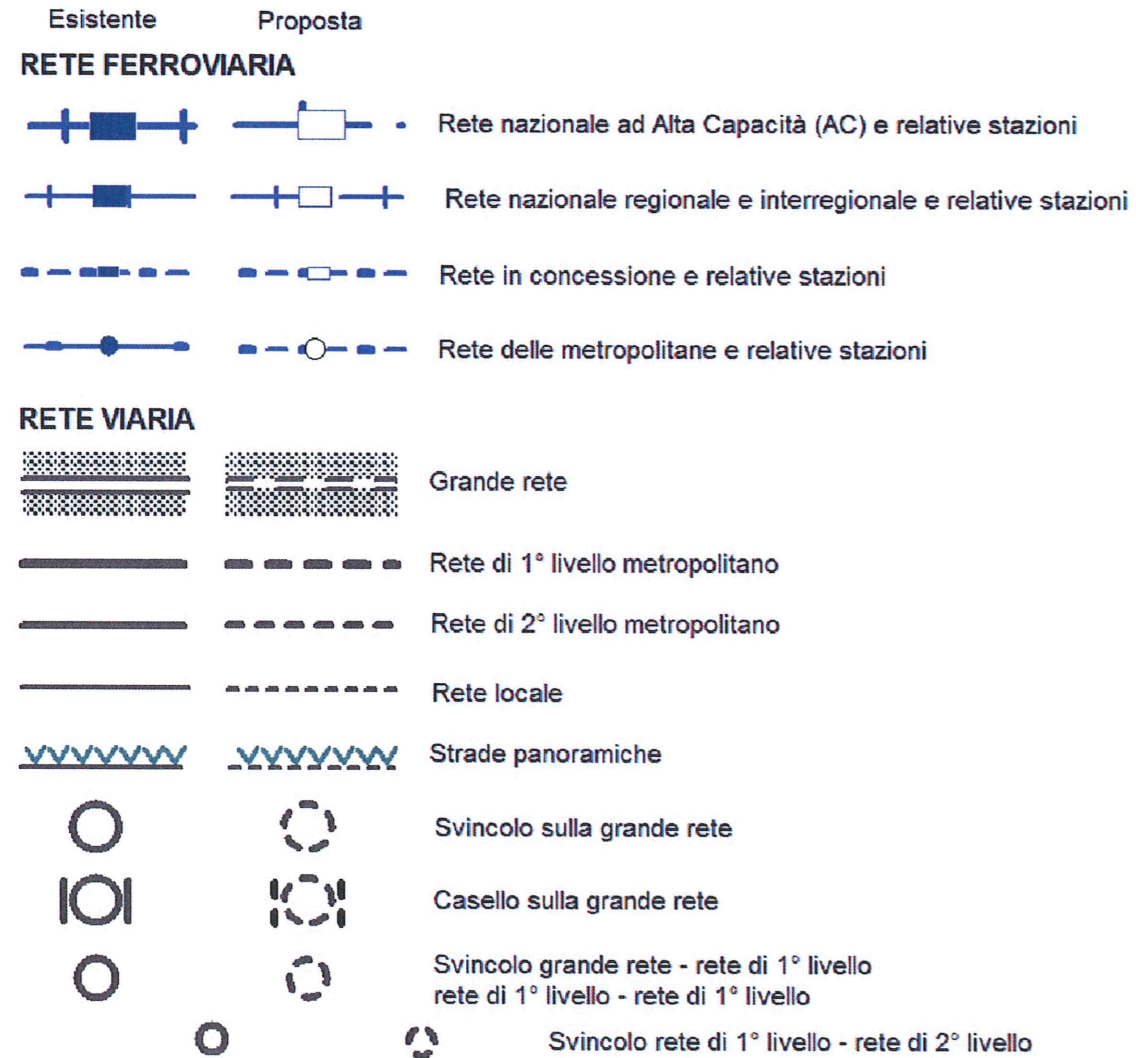 Esistente Proposta
RETE FERROVIARIA
Rete nazionale ad Alta Capacità (AC) e relative stazioni
Rete nazionale regionale e interregionale e relative stazioni
Rete in concessione e relative stazioni
Rete delle metropolitane e relative stazioni
RETE VIARIA
Grande rete
Rete di 1° livello metropolitano
Rete di 2° livello metropolitano
Rete locale
Strade panoramiche
Svincolo sulla grande rete
Casello sulla grande rete
Svincolo grande rete - rete di 1° livello
rete di 1° livello - rete di 1° livello
Svincolo rete di 1° livello - rete di 2° livello